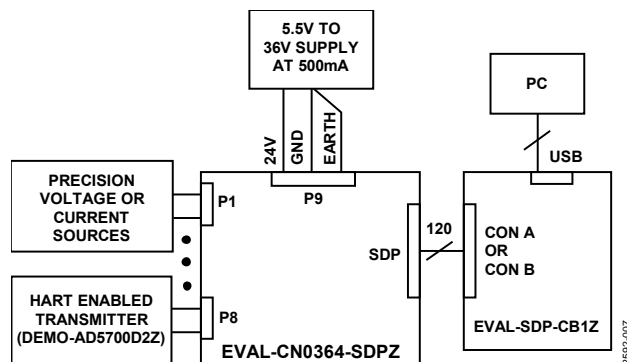 5.5V TO
36V SUPPLY
AT 500mA
PC
24V
GND
EARTH
USB
PRECISION
VOLTAGE OR
CURRENT
SOURCES
P1
P9
120
SDP
CON A
OR
CON B
HART ENABLED
TRANSMITTER
(DEMO-AD5700D2Z)
P8
EVAL-CN0364-SDPZ
EVAL-SDP-CB1Z